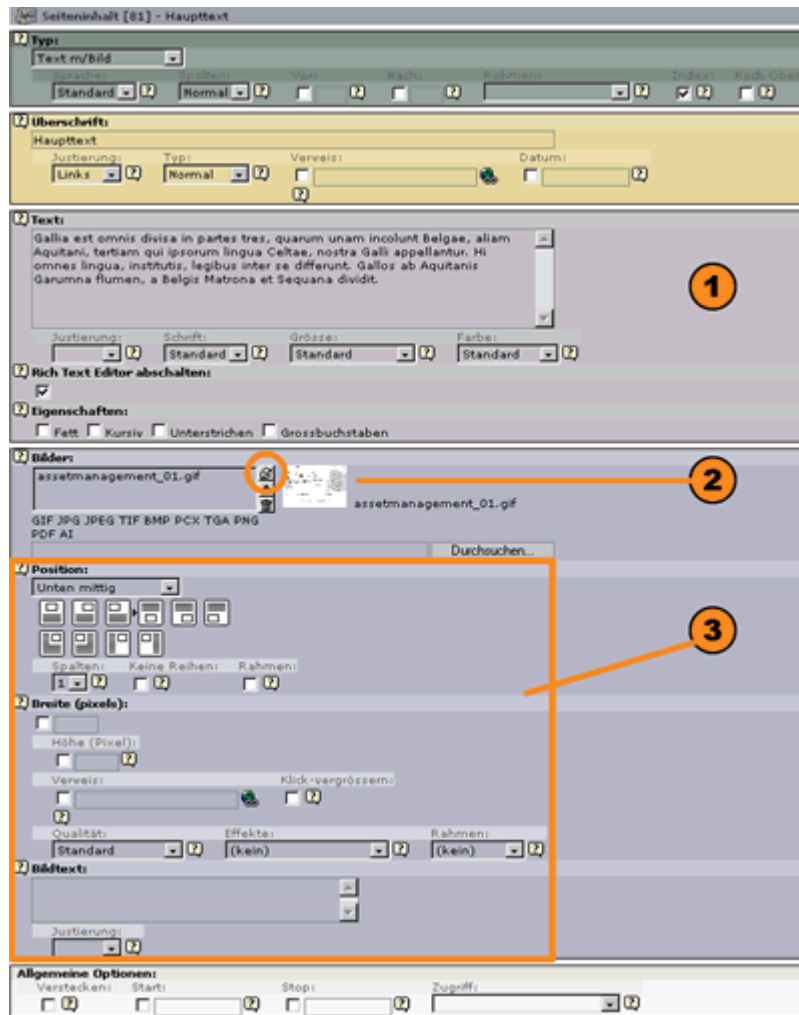 Seiteninhalt [81] - Haupttext
Typ:
Text m/Bild
Sprache: Spalten: Vor: Nach: Rahmen: Index: Nach Oben
Standard Normal
Überschrift:
Haupttext
Justierung: Typ: Verweis: Datum:
Links Normal
Text:
Gallia est omnis divisa in partes tres, quarum unam incolunt Belgae, aliam
Aquitani, tertiam qui ipsorum lingua Celtae, nostra Galli appellantur. Hi
omnes lingua, institutis, legibus inter se differunt. Gallos ab Aquitanis
Garumna flumen, a Belgis Matrona et Sequana dividit.
1
Justierung: Schrift: Grösse: Farbe:
Standard Standard Standard
Rich Text Editor abschalten:
Eigenschaften:
Fett Kursiv Unterstrichen Grossbuchstaben
Bilder:
assetmanagement_01.gif
2
assetmanagement_01.gif
GIF JPG JPEG TIF BMP PCX TGA PNG
PDF AI
Durchsuchen...
Position:
Unten mittig
3
Spalten: Keine Reihen: Rahmen:
1
Breite (pixels):
Höhe (Pixel):
Verweis: Klick-vergrössern:
Qualität: Effekte: Rahmen:
Standard (kein) (kein)
Bildtext:
Justierung:
Allgemeine Optionen:
Verstecken: Start: Stop: Zugriff: